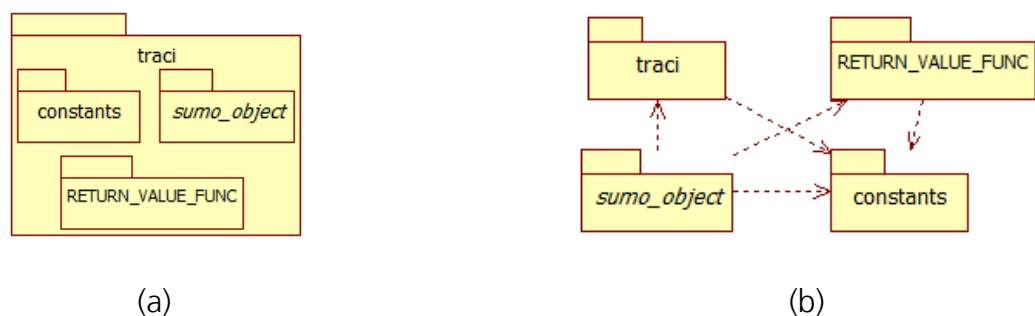 traci
constants
sumo_object
RETURN_VALUE_FUNC
(a)
traci
RETURN_VALUE_FUNC
sumo_object
constants
(b)